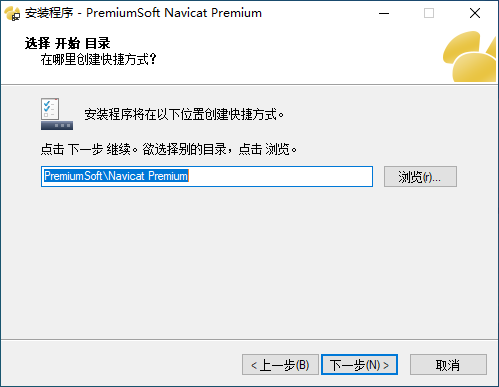 安装程序 - PremiumSoft Navicat Premium
选择 开始 目录
在哪里创建快捷方式?
安装程序将在以下位置创建快捷方式。
点击 下一步 继续。欲选择别的目录，点击 浏览。
PremiumSoft\Navicat Premium
浏览(r)...
< 上一步(B)
下一步(N) >
取消